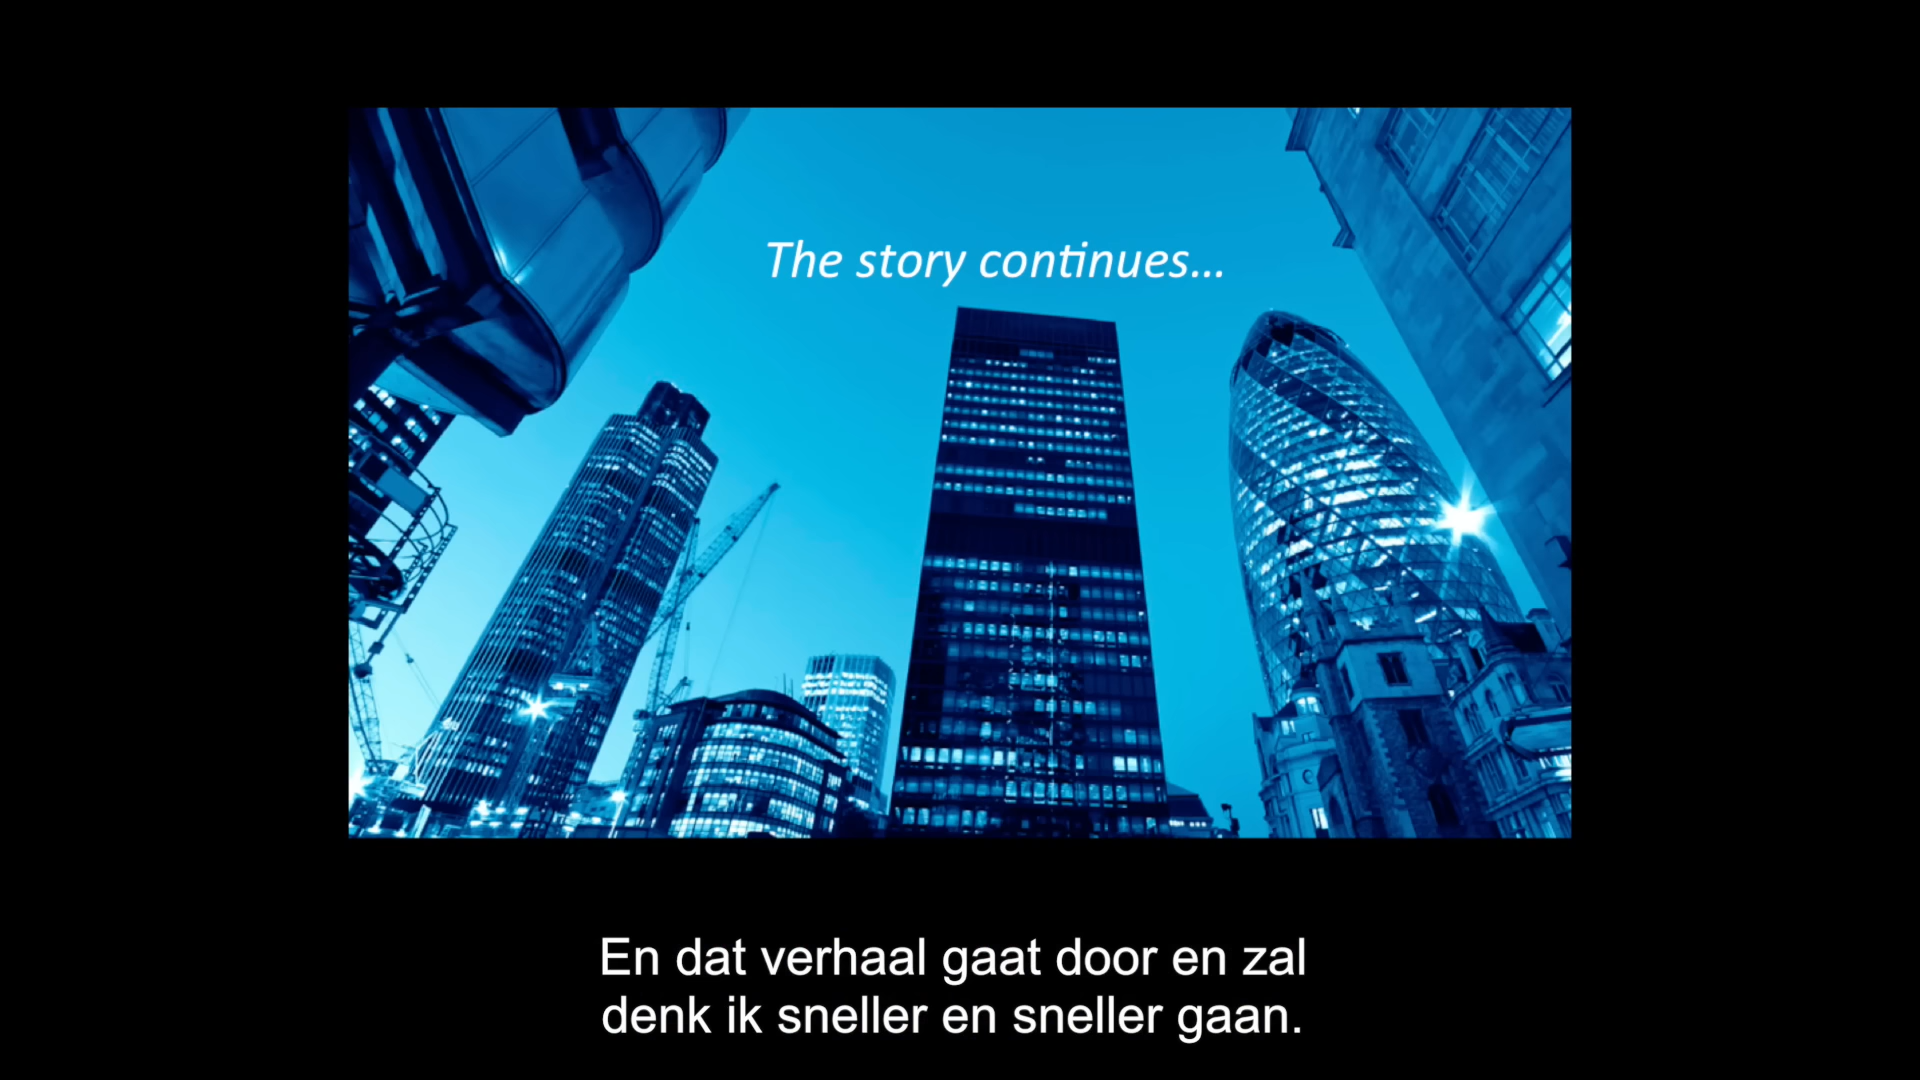 The story continues...
En dat verhaal gaat door en zal
denk ik sneller en sneller gaan.